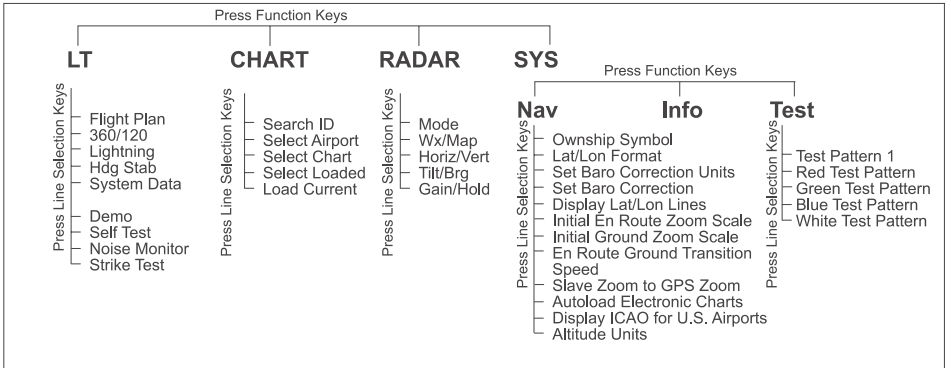 Press Function Keys
LT
CHART
RADAR
SYS
Press Line Selection Keys
Flight Plan
360/120
Lightning
Hdg Stab
System Data
Demo
Self Test
Noise Monitor
Strike Test
Press Line Selection Keys
Search ID
Select Airport
Select Chart
Select Loaded
Load Current
Press Line Selection Keys
Mode
Wx/Map
Horiz/Vert
Tilt/Brg
Gain/Hold
Press Function Keys
Nav
Info
Test
Press Line Selection Keys
Ownship Symbol
Lat/Lon Format
Set Baro Correction Units
Set Baro Correction
Display Lat/Lon Lines
Initial En Route Zoom Scale
Initial Ground Zoom Scale
En Route Ground Transition
Speed
Slave Zoom to GPS Zoom
Autoload Electronic Charts
Display ICAO for U.S. Airports
Altitude Units
Press Line Selection Keys
Test Pattern 1
Red Test Pattern
Green Test Pattern
Blue Test Pattern
White Test Pattern